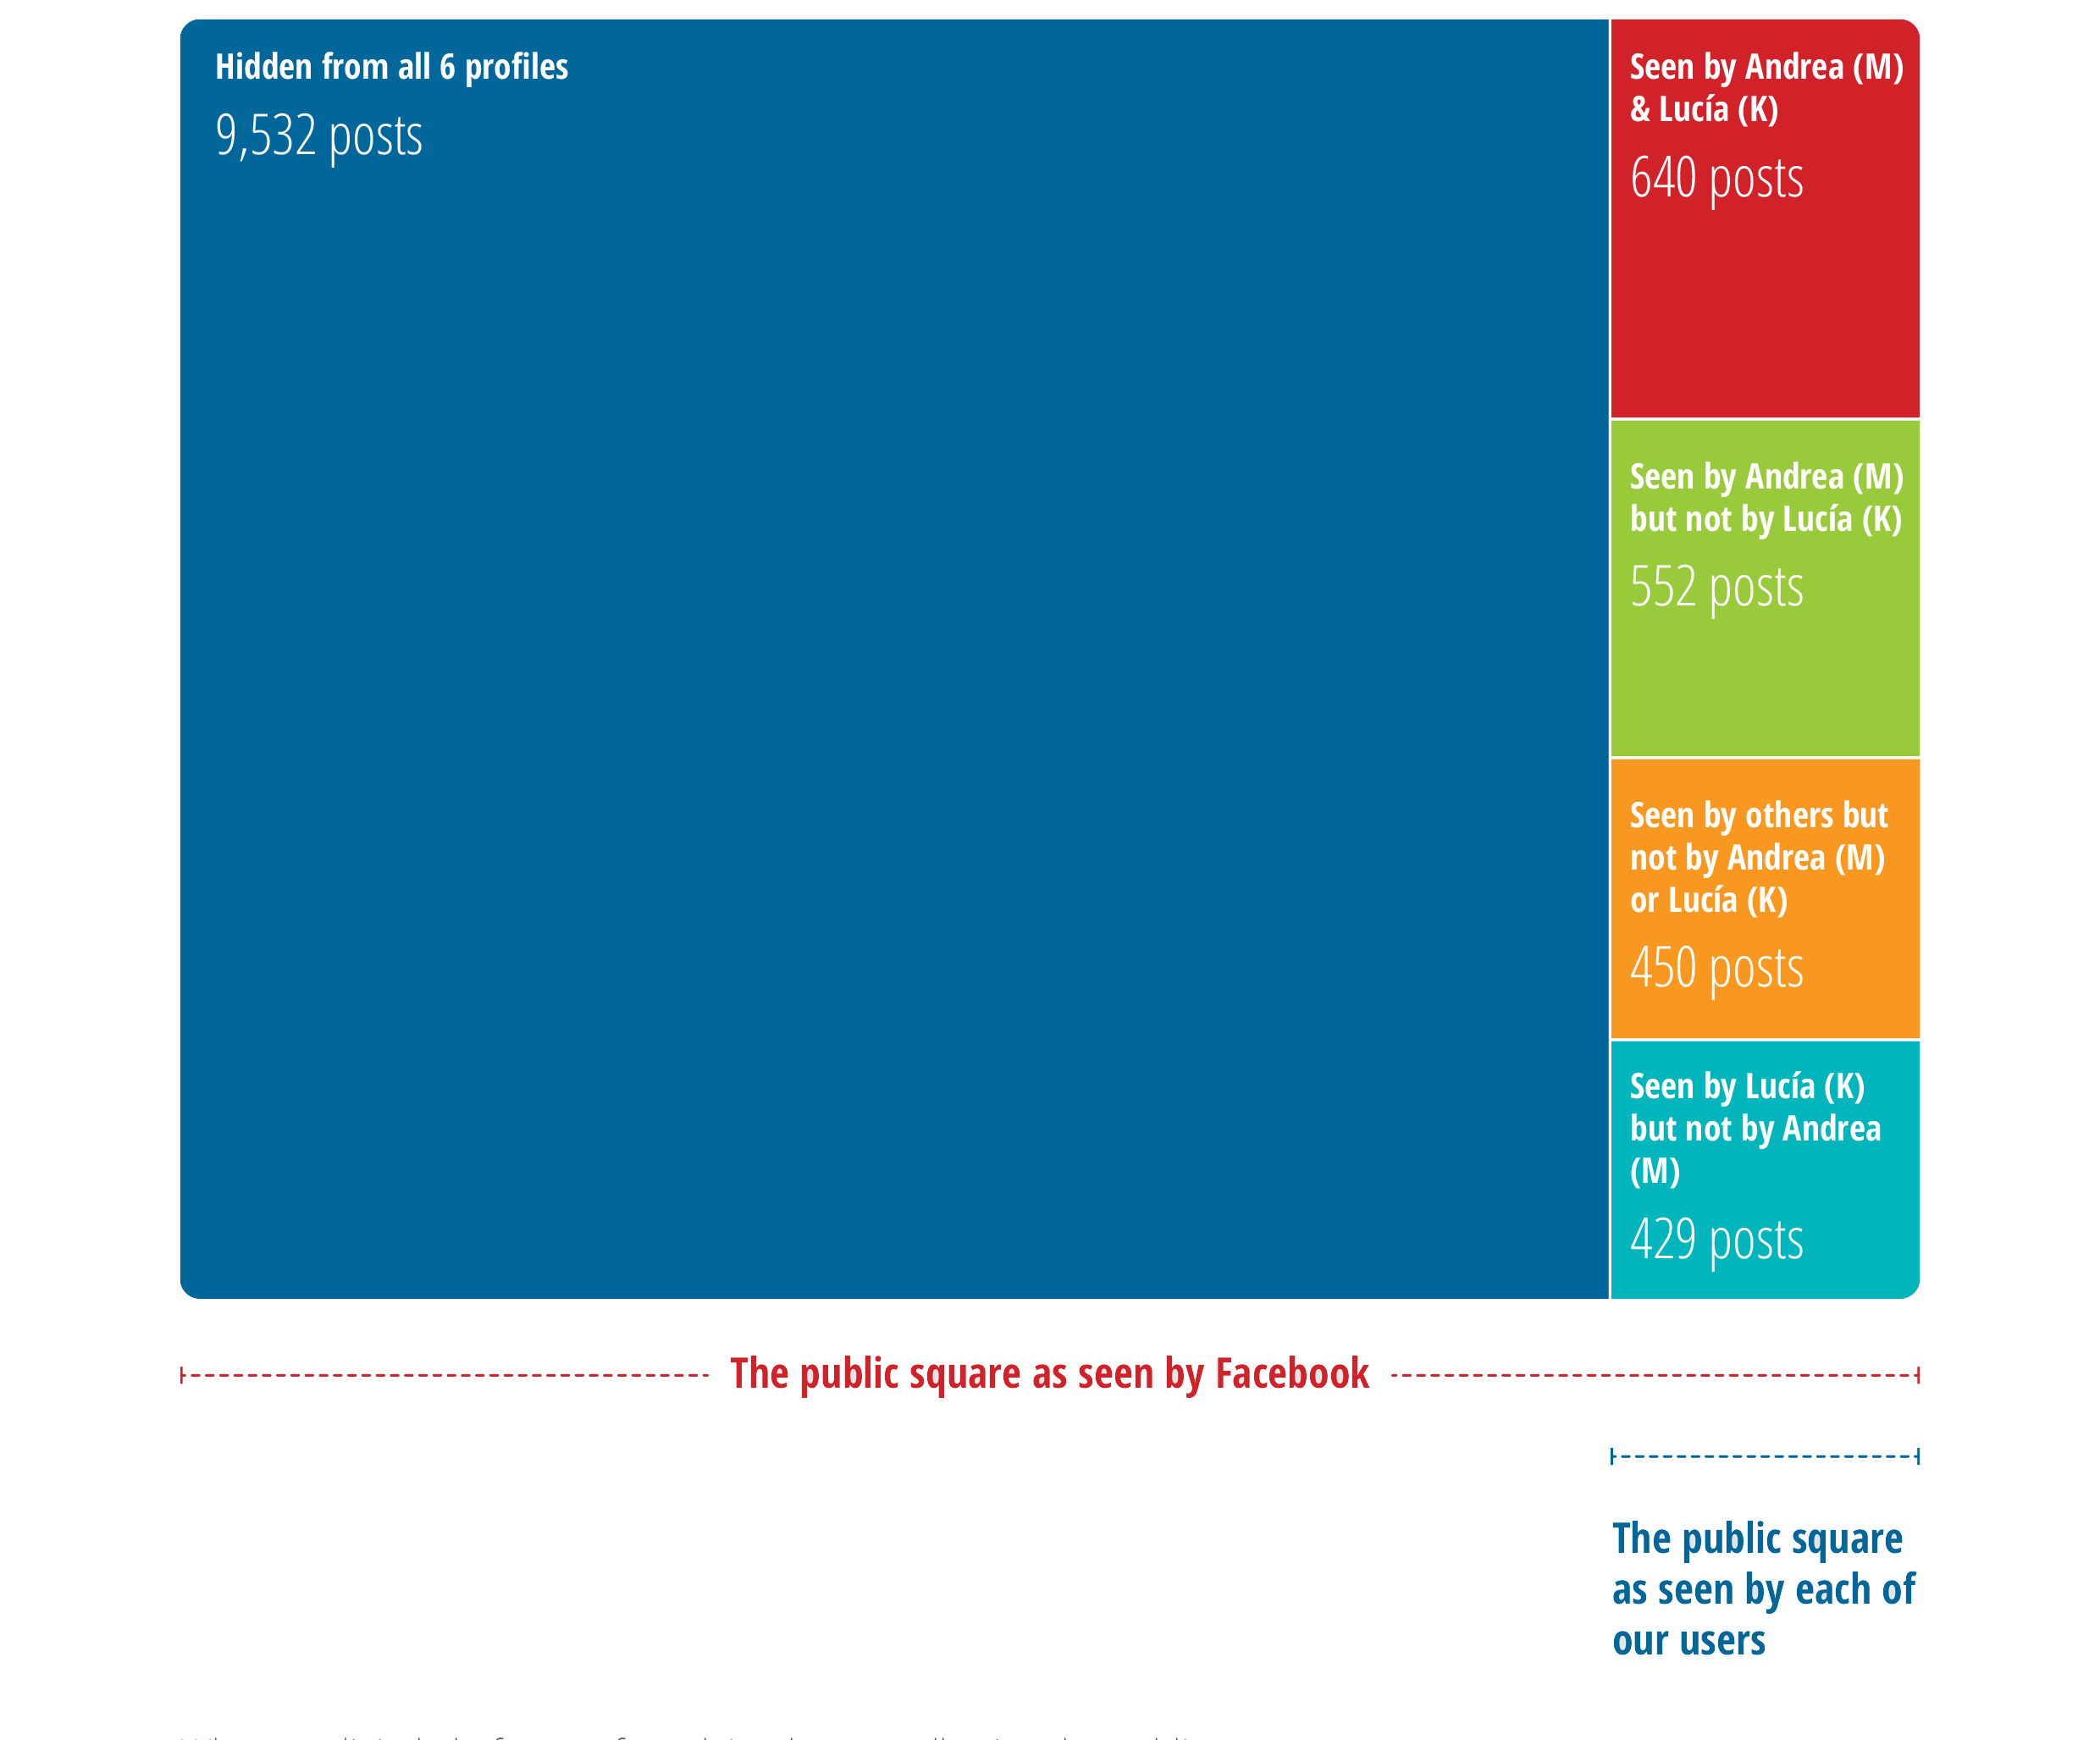 Hidden from all 6 profiles
9,532 posts
Seen by Andrea (M)
& Lucía (K)
640 posts
Seen by Andrea (M)
but not by Lucía (K)
552 posts
Seen by others but
not by Andrea (M)
or Lucía (K)
450 posts
Seen by Lucía (K)
but not by Andrea
(M)
429 posts
The public square as seen by Facebook
The public square
as seen by each of
our users